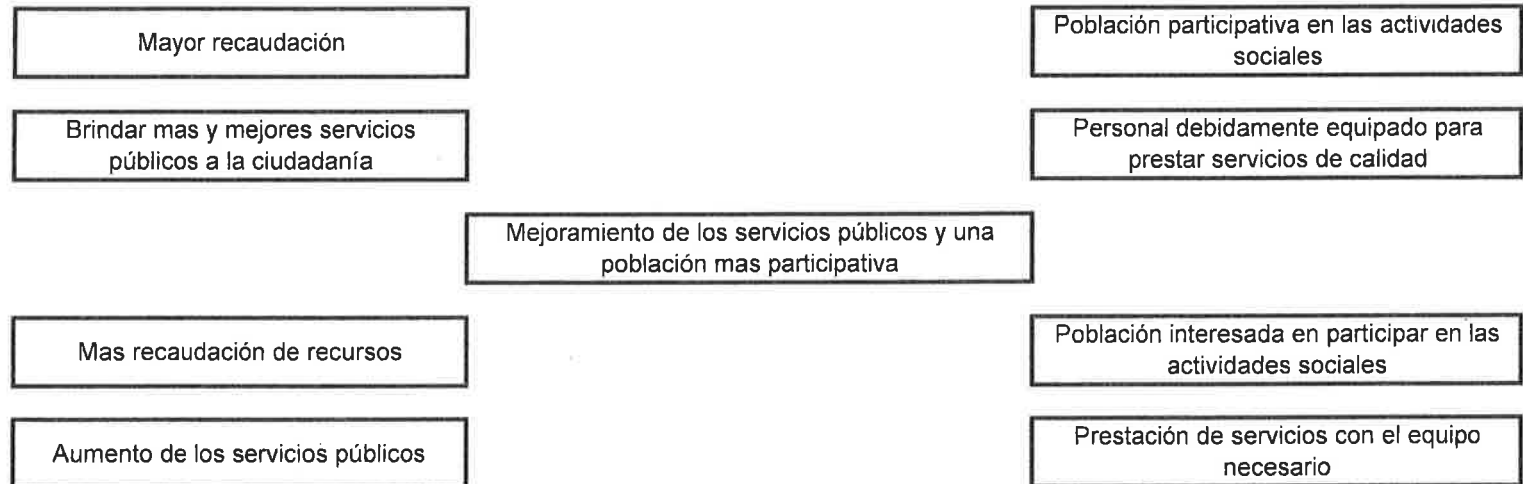 Mayor recaudación
Población participativa en las actividades
sociales
Brindar mas y mejores servicios
públicos a la ciudadanía
Personal debidamente equipado para
prestar servicios de calidad
Mejoramiento de los servicios públicos y una
población mas participativa
Mas recaudación de recursos
Población interesada en participar en las
actividades sociales
Aumento de los servicios públicos
Prestación de servicios con el equipo
necesario